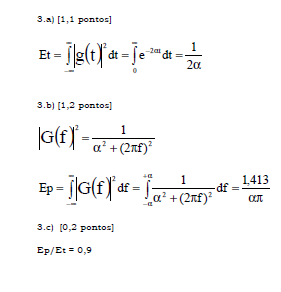 3.a) [1,1 pontos]
Et = ∫_{-∞}^{∞} |g(t)|² dt = ∫_0^∞ e^{-2αt} dt = 1/2α
3.b) [1,2 pontos]
|G(f)|² = 1/(α² + (2πf)²)
Ep = ∫_{-∞}^{∞} |G(f)|² df = ∫_{-α}^{+α} 1/(α² + (2πf)²) df = 1,413/απ
3.c) [0,2 pontos]
Ep/Et = 0,9